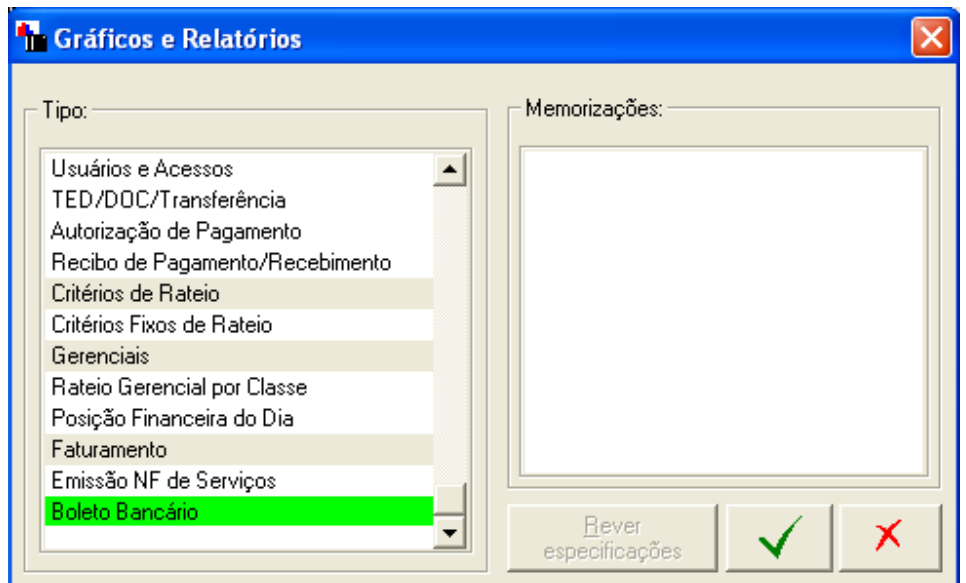 Gráficos e Relatórios
Tipo:
Usuários e Acessos
TED/DOC/Transferência
Autorização de Pagamento
Recibo de Pagamento/Recebimento
Critérios de Rateio
Critérios Fixos de Rateio
Gerenciais
Rateio Gerencial por Classe
Posição Financeira do Dia
Faturamento
Emissão NF de Serviços
Boleto Bancário
Memorizações:
Rever
especificações